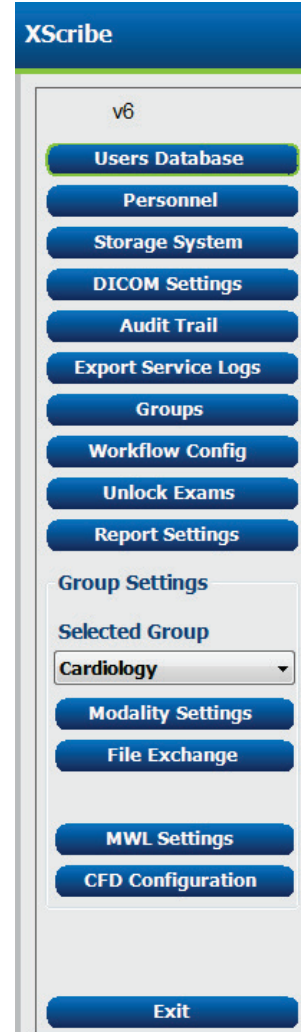 XScribe
v6
Users Database
Personnel
Storage System
DICOM Settings
Audit Trail
Export Service Logs
Groups
Workflow Config
Unlock Exams
Report Settings
Group Settings
Selected Group
Cardiology
Modality Settings
File Exchange
MWL Settings
CFD Configuration
Exit